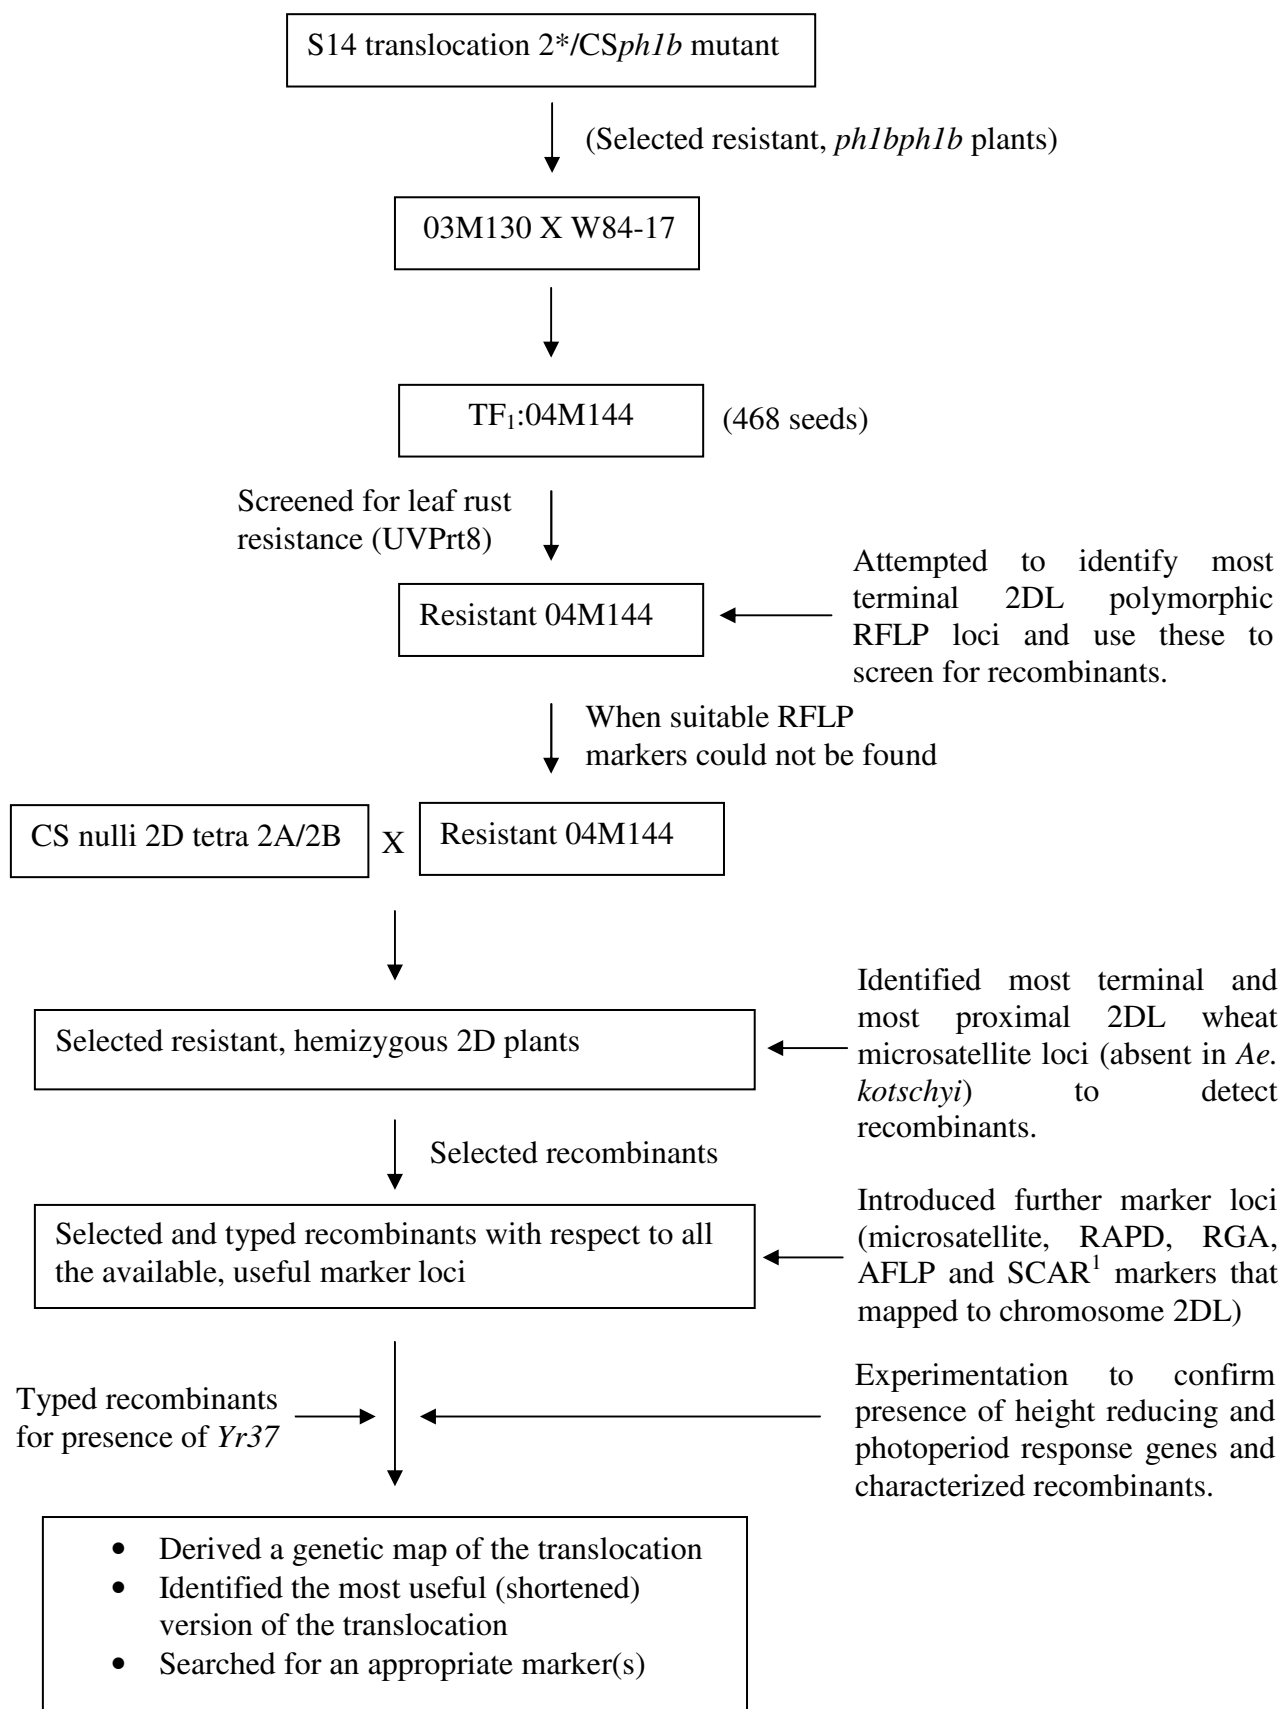 S14 translocation 2*/CSph1b mutant
(Selected resistant, ph1bph1b plants)
03M130 X W84-17
TF1:04M144
(468 seeds)
Screened for leaf rust
resistance (UVPrt8)
Resistant 04M144
Attempted to identify most
terminal 2DL polymorphic
RFLP loci and use these to
screen for recombinants.
When suitable RFLP
markers could not be found
CS nulli 2D tetra 2A/2B
X
Resistant 04M144
Selected resistant, hemizygous 2D plants
Identified most terminal and
most proximal 2DL wheat
microsatellite loci (absent in Ae.
kotschyi) to detect
recombinants.
Selected recombinants
Selected and typed recombinants with respect to all
the available, useful marker loci
Introduced further marker loci
(microsatellite, RAPD, RGA,
AFLP and SCAR1 markers that
mapped to chromosome 2DL)
Typed recombinants
for presence of Yr37
Experimentation to confirm
presence of height reducing and
photoperiod response genes and
characterized recombinants.
• Derived a genetic map of the translocation
• Identified the most useful (shortened)
version of the translocation
• Searched for an appropriate marker(s)